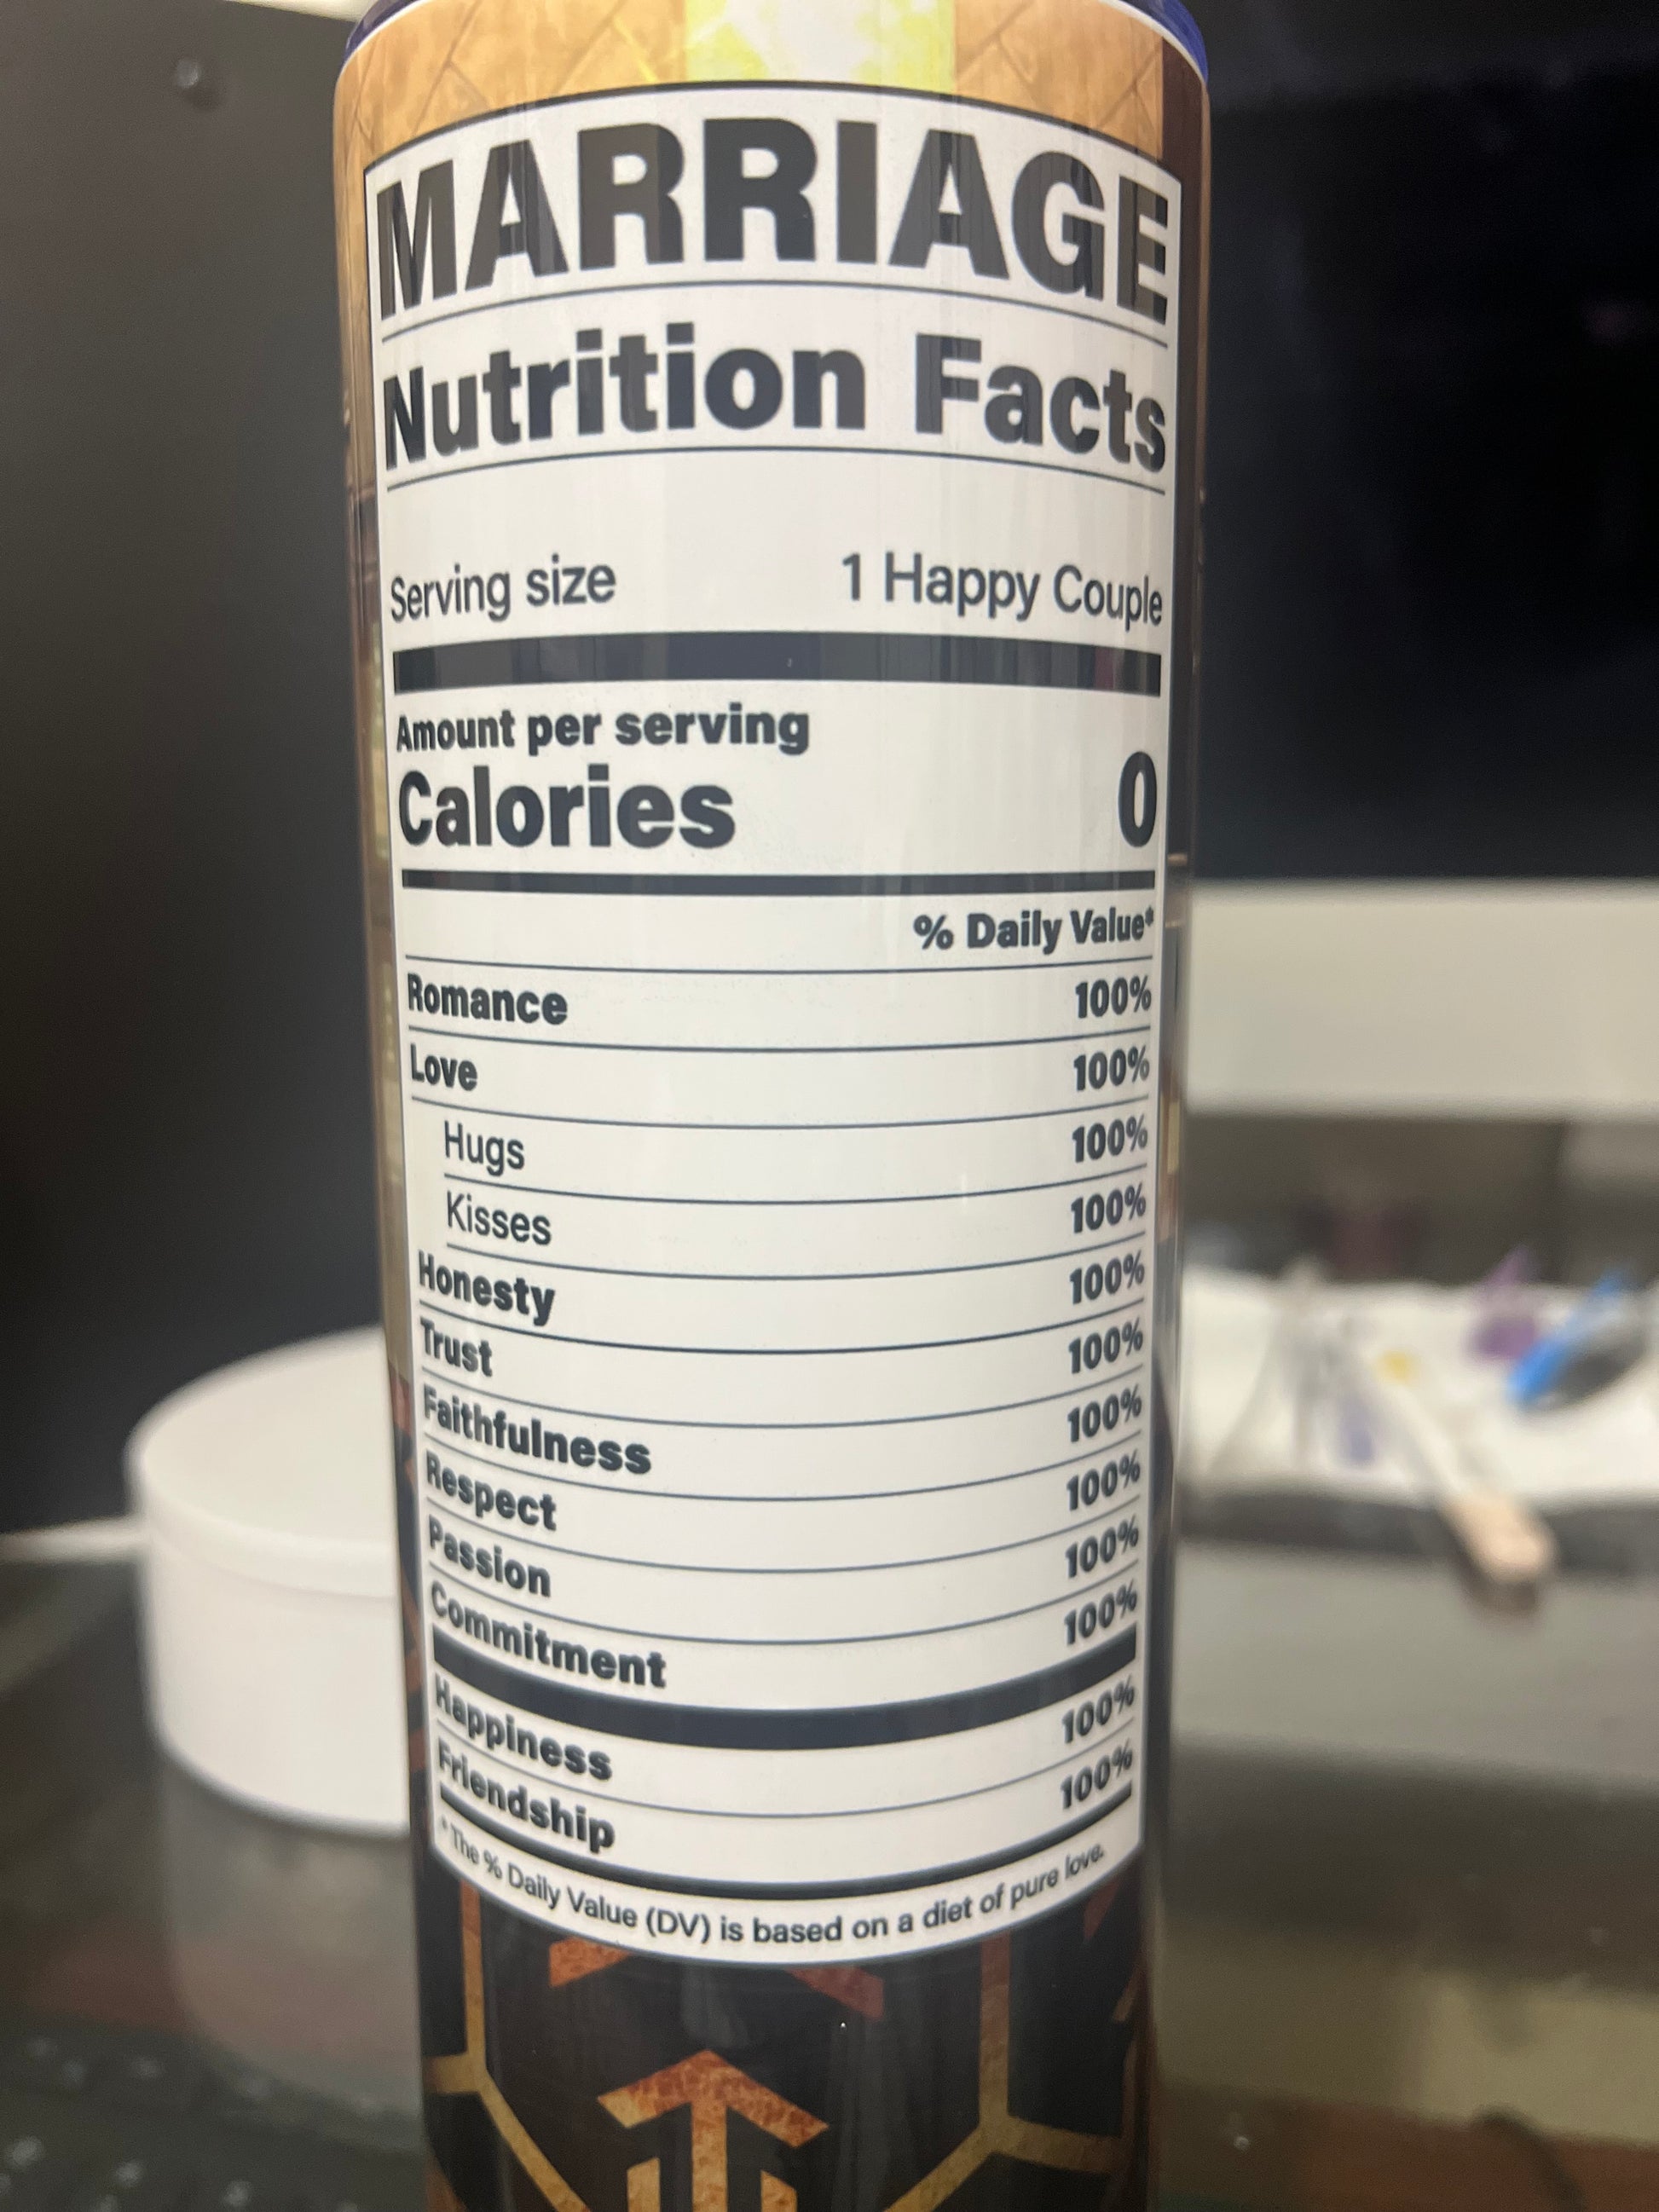 MARRIAGE
Nutrition Facts
Serving size 1 Happy Couple
Amount per serving
Calories 0
% Daily Value*
Romance 100%
Love 100%
Hugs 100%
Kisses 100%
Honesty 100%
Trust 100%
Faithfulness 100%
Respect 100%
Passion 100%
Commitment 100%
Happiness 100%
Friendship 100%
* The % Daily Value (DV) is based on a diet of pure love.